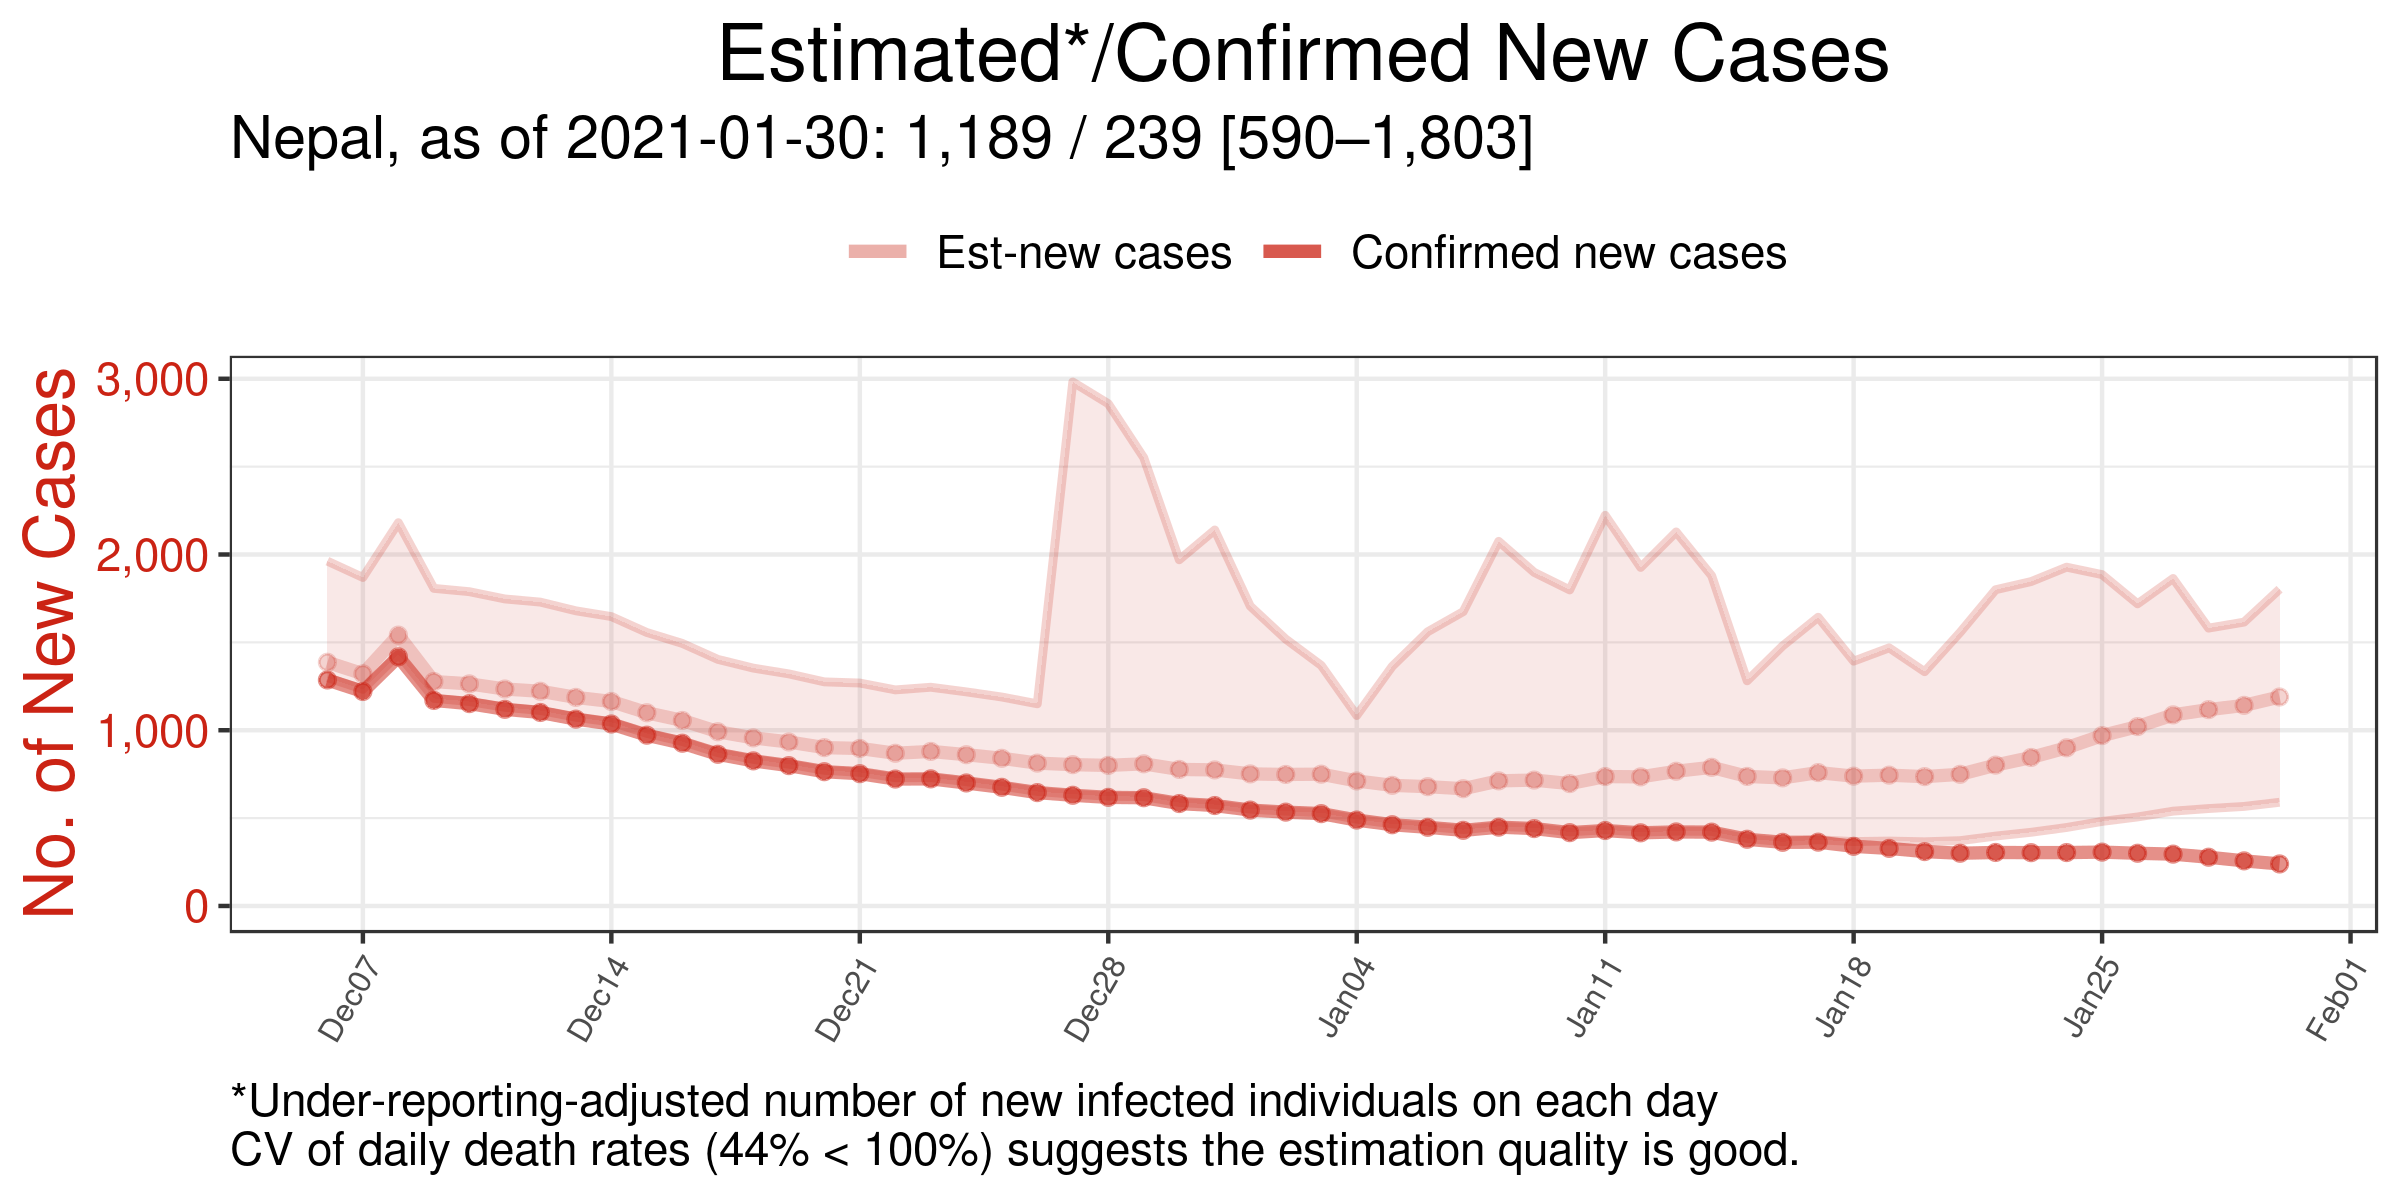 Estimated*/Confirmed New Cases
Nepal, as of 2021-01-30: 1,189 / 239 [590–1,803]
Est-new cases Confirmed new cases
No. of New Cases
3,000
2,000
1,000
0
Dec07 Dec14 Dec21 Dec28 Jan04 Jan11 Jan18 Jan25 Feb01
*Under-reporting-adjusted number of new infected individuals on each day
CV of daily death rates (44% < 100%) suggests the estimation quality is good.